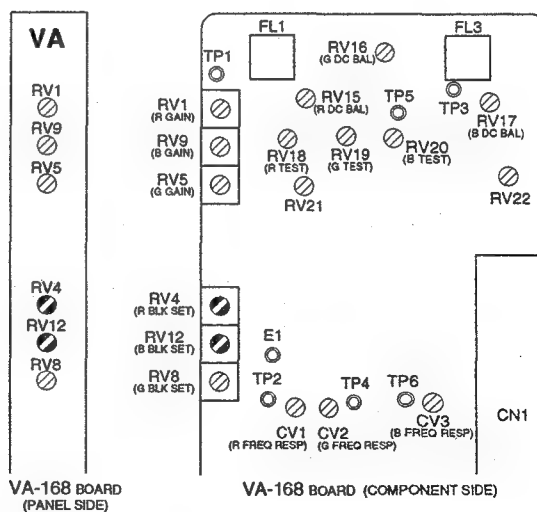 VA
RV1
RV9
RV5
RV4
RV12
RV8
VA-168 BOARD
(PANEL SIDE)
FL1
FL3
RV16
(G DC BAL)
TP1
RV15
(R DC BAL)
TP5
TP3
RV17
(B DC BAL)
RV1
(R GAIN)
RV9
(B GAIN)
RV5
(G GAIN)
RV18
(R TEST)
RV19
(G TEST)
RV20
(B TEST)
RV21
RV22
RV4
(R BLK SET)
RV12
(B BLK SET)
RV8
(G BLK SET)
E1
TP2
TP4
TP6
CV1
(R FREQ RESP)
CV2
(G FREQ RESP)
CV3
(B FREQ RESP)
CN1
VA-168 BOARD (COMPONENT SIDE)